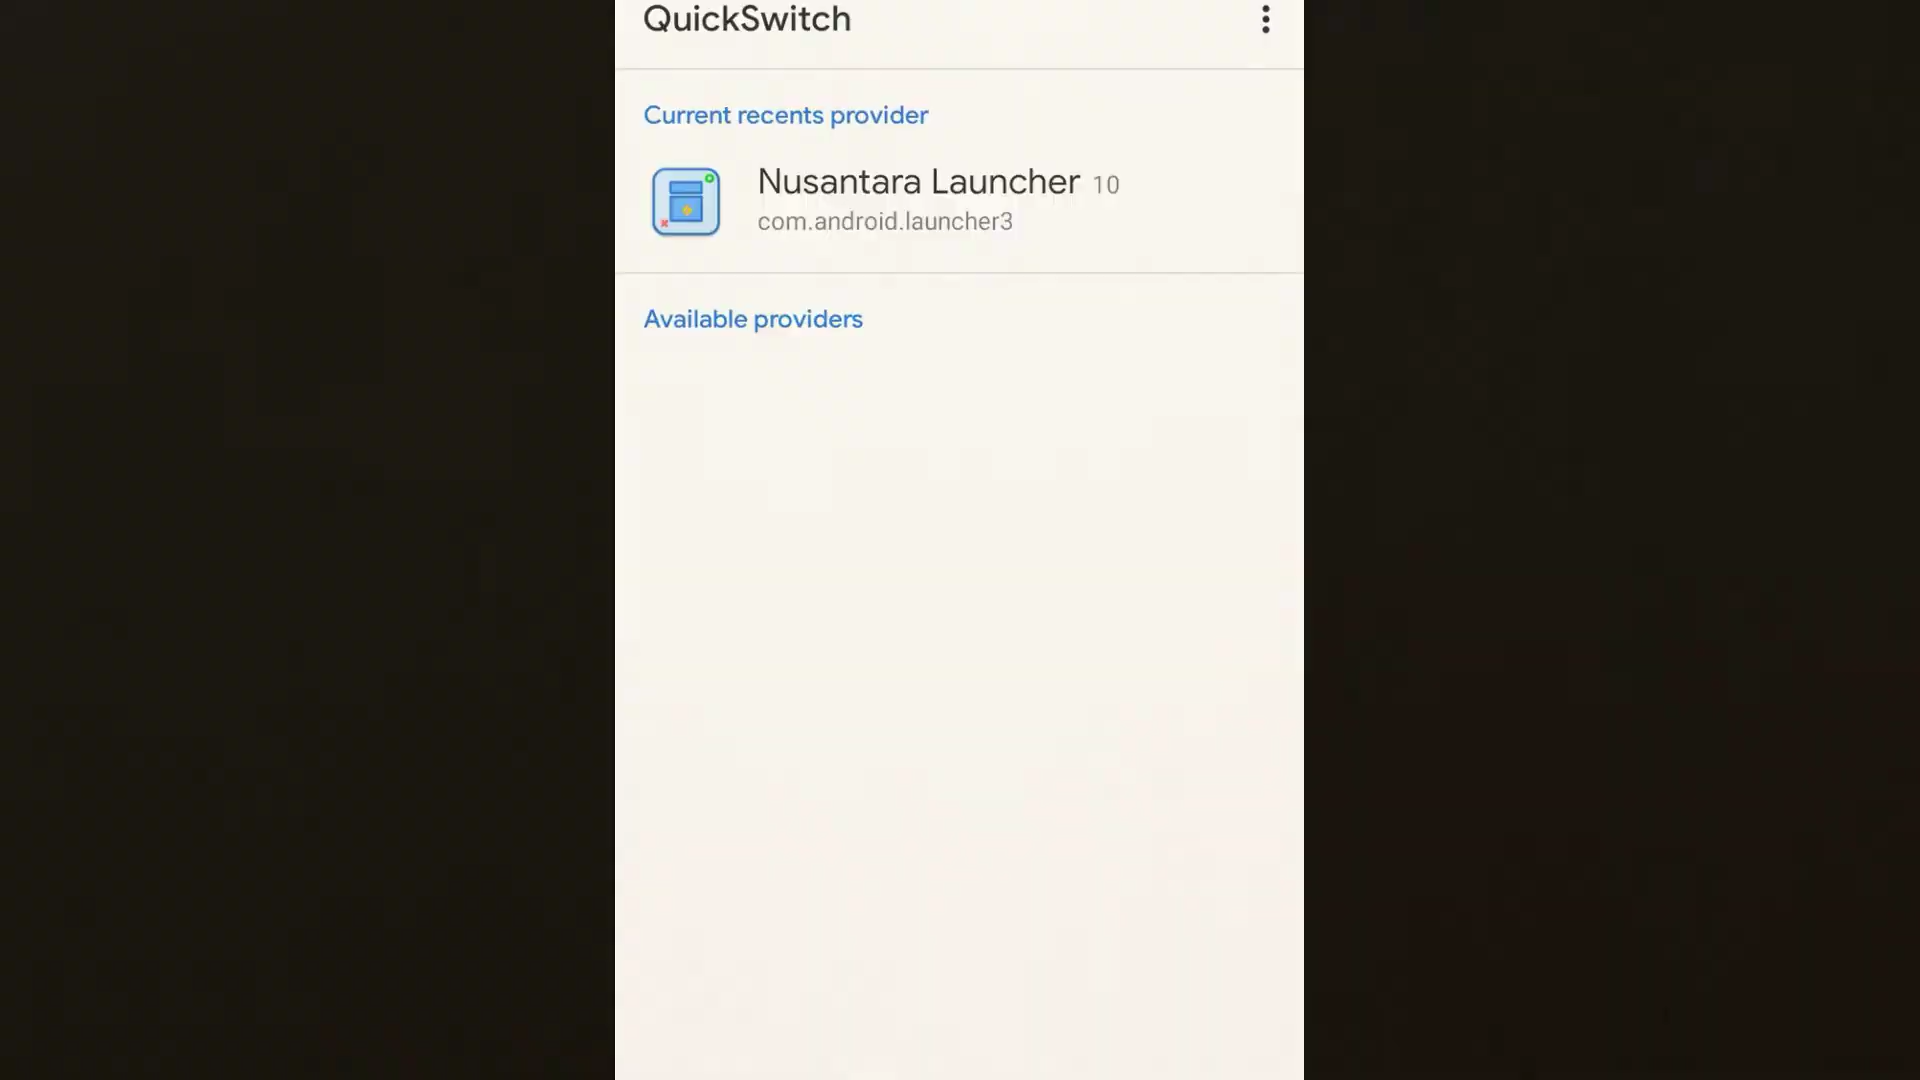 QuickSwitch
Current recents provider
Nusantara Launcher 10
com.android.launcher3
Available providers